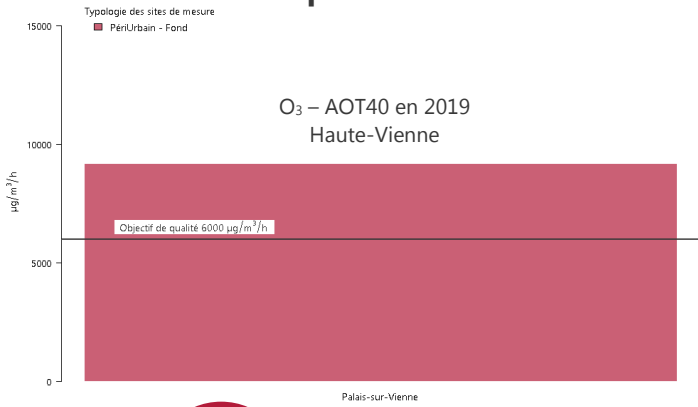 Typologie des sites de mesure
PériUrbain - Fond
15000
O₃ – AOT40 en 2019
Haute-Vienne
10000
µg/m³/h
Objectif de qualité 6000 µg/m³/h
5000
0
Palais-sur-Vienne